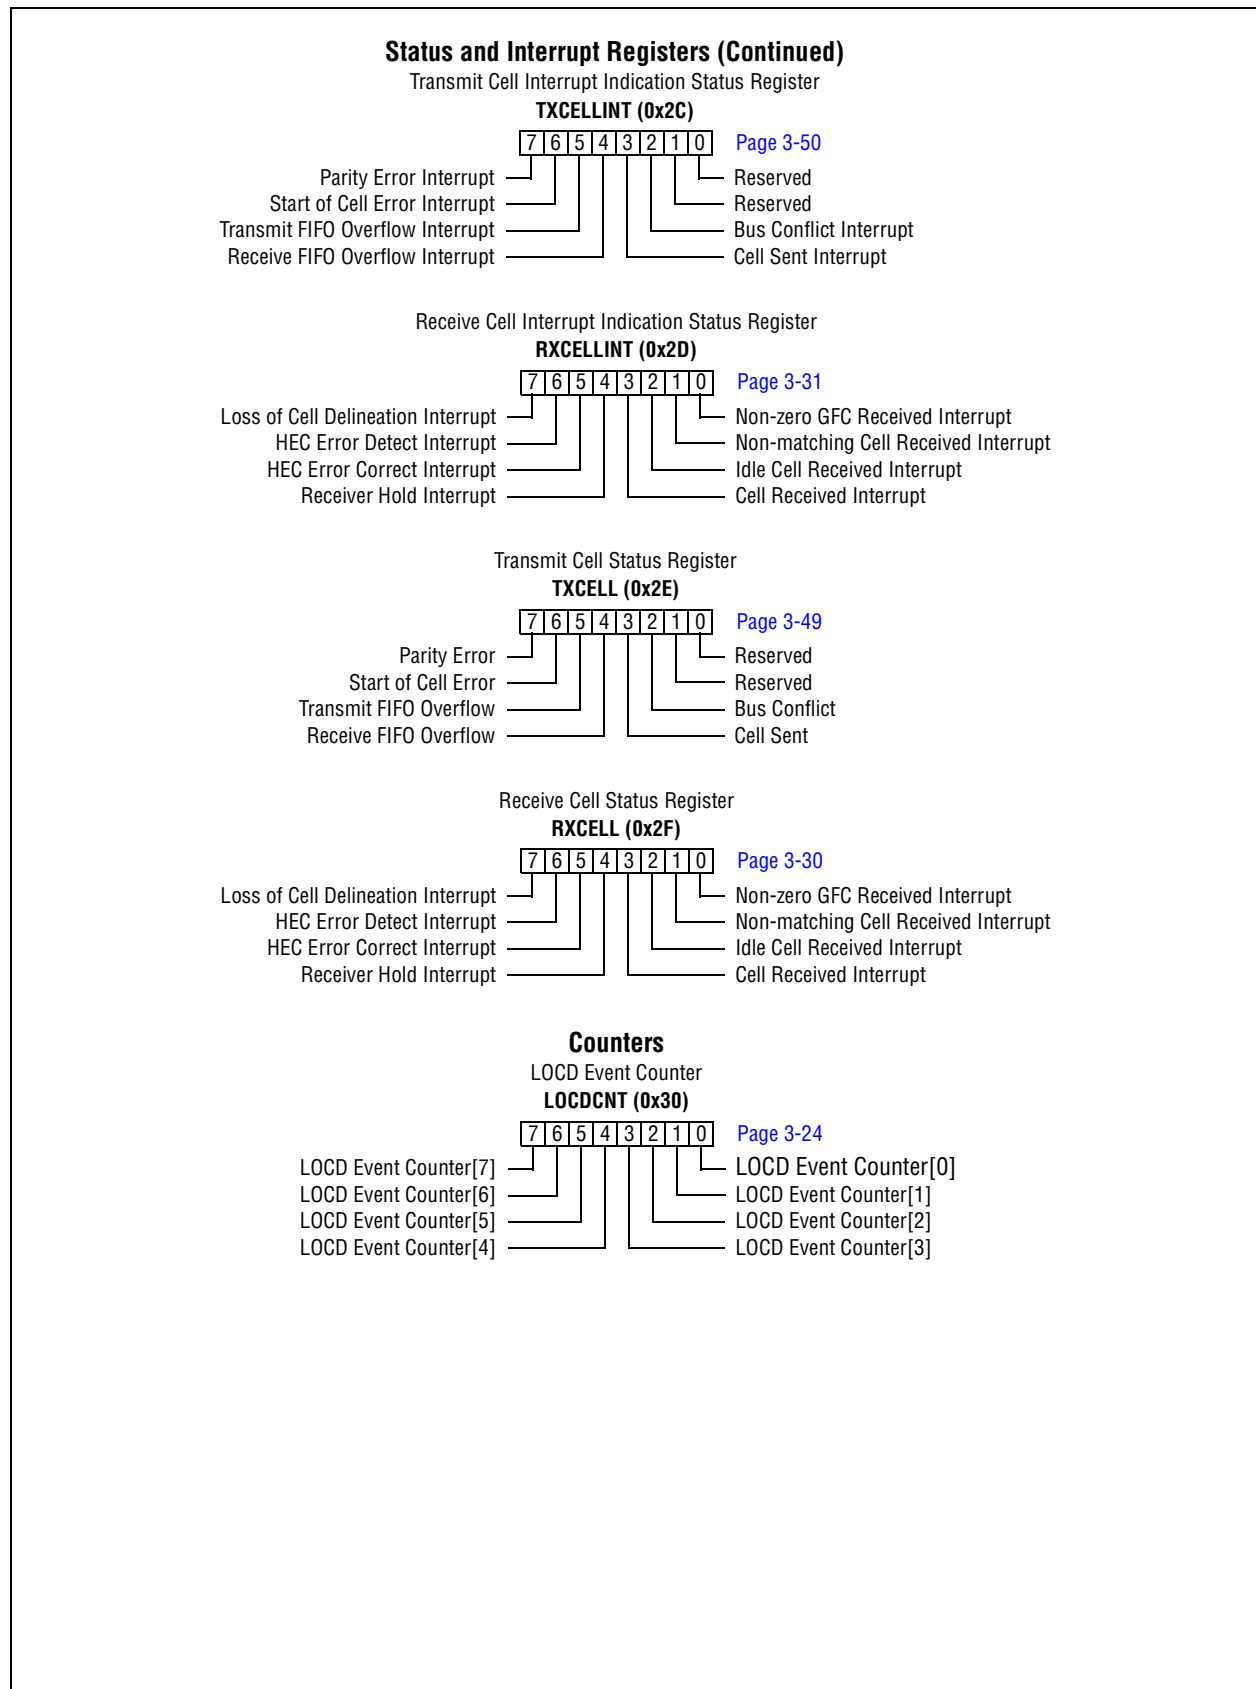 Status and Interrupt Registers (Continued)
Transmit Cell Interrupt Indication Status Register
TXCELLINT (0x2C)
7 6 5 4 3 2 1 0 Page 3-50
Parity Error Interrupt Reserved
Start of Cell Error Interrupt Reserved
Transmit FIFO Overflow Interrupt Bus Conflict Interrupt
Receive FIFO Overflow Interrupt Cell Sent Interrupt
Receive Cell Interrupt Indication Status Register
RXCELLINT (0x2D)
7 6 5 4 3 2 1 0 Page 3-31
Loss of Cell Delineation Interrupt Non-zero GFC Received Interrupt
HEC Error Detect Interrupt Non-matching Cell Received Interrupt
HEC Error Correct Interrupt Idle Cell Received Interrupt
Receiver Hold Interrupt Cell Received Interrupt
Transmit Cell Status Register
TXCELL (0x2E)
7 6 5 4 3 2 1 0 Page 3-49
Parity Error Reserved
Start of Cell Error Reserved
Transmit FIFO Overflow Bus Conflict
Receive FIFO Overflow Cell Sent
Receive Cell Status Register
RXCELL (0x2F)
7 6 5 4 3 2 1 0 Page 3-30
Loss of Cell Delineation Interrupt Non-zero GFC Received Interrupt
HEC Error Detect Interrupt Non-matching Cell Received Interrupt
HEC Error Correct Interrupt Idle Cell Received Interrupt
Receiver Hold Interrupt Cell Received Interrupt
Counters
LOCD Event Counter
LOCDCNT (0x30)
7 6 5 4 3 2 1 0 Page 3-24
LOCD Event Counter[7] LOCD Event Counter[0]
LOCD Event Counter[6] LOCD Event Counter[1]
LOCD Event Counter[5] LOCD Event Counter[2]
LOCD Event Counter[4] LOCD Event Counter[3]